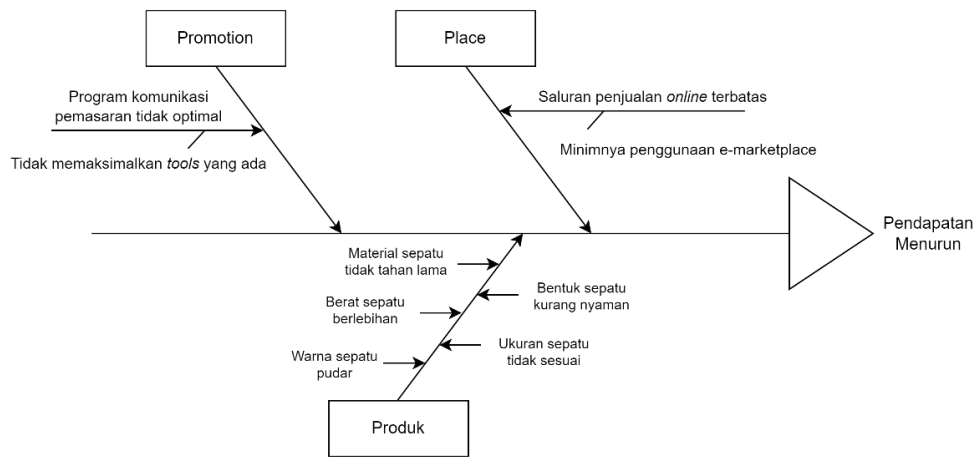 Promotion
Place
Program komunikasi
pemasaran tidak optimal
Tidak memaksimalkan tools yang ada
Saluran penjualan online terbatas
Minimnya penggunaan e-marketplace
Pendapatan
Menurun
Material sepatu
tidak tahan lama
Bentuk sepatu
kurang nyaman
Berat sepatu
berlebihan
Ukuran sepatu
tidak sesuai
Warna sepatu
pudar
Produk